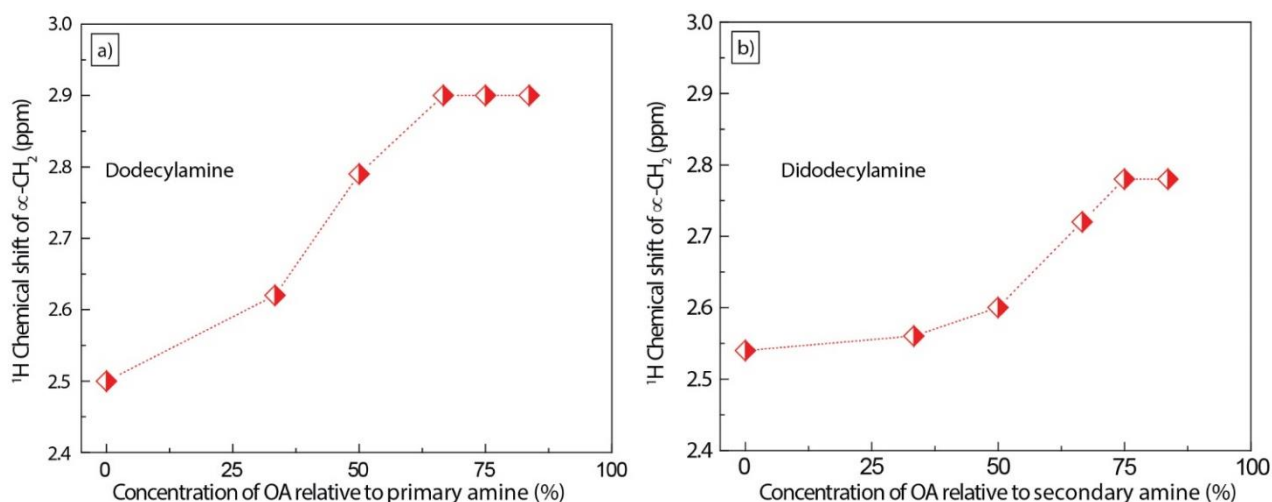 a)
3.0
2.9
2.8
2.7
2.6
2.5
2.4
¹H Chemical shift of ∝-CH₂ (ppm)
Dodecylamine
0 25 50 75 100
Concentration of OA relative to primary amine (%)
b)
3.0
2.9
2.8
2.7
2.6
2.5
2.4
¹H Chemical shift of ∝-CH₂ (ppm)
Didodecylamine
0 25 50 75 100
Concentration of OA relative to secondary amine (%)